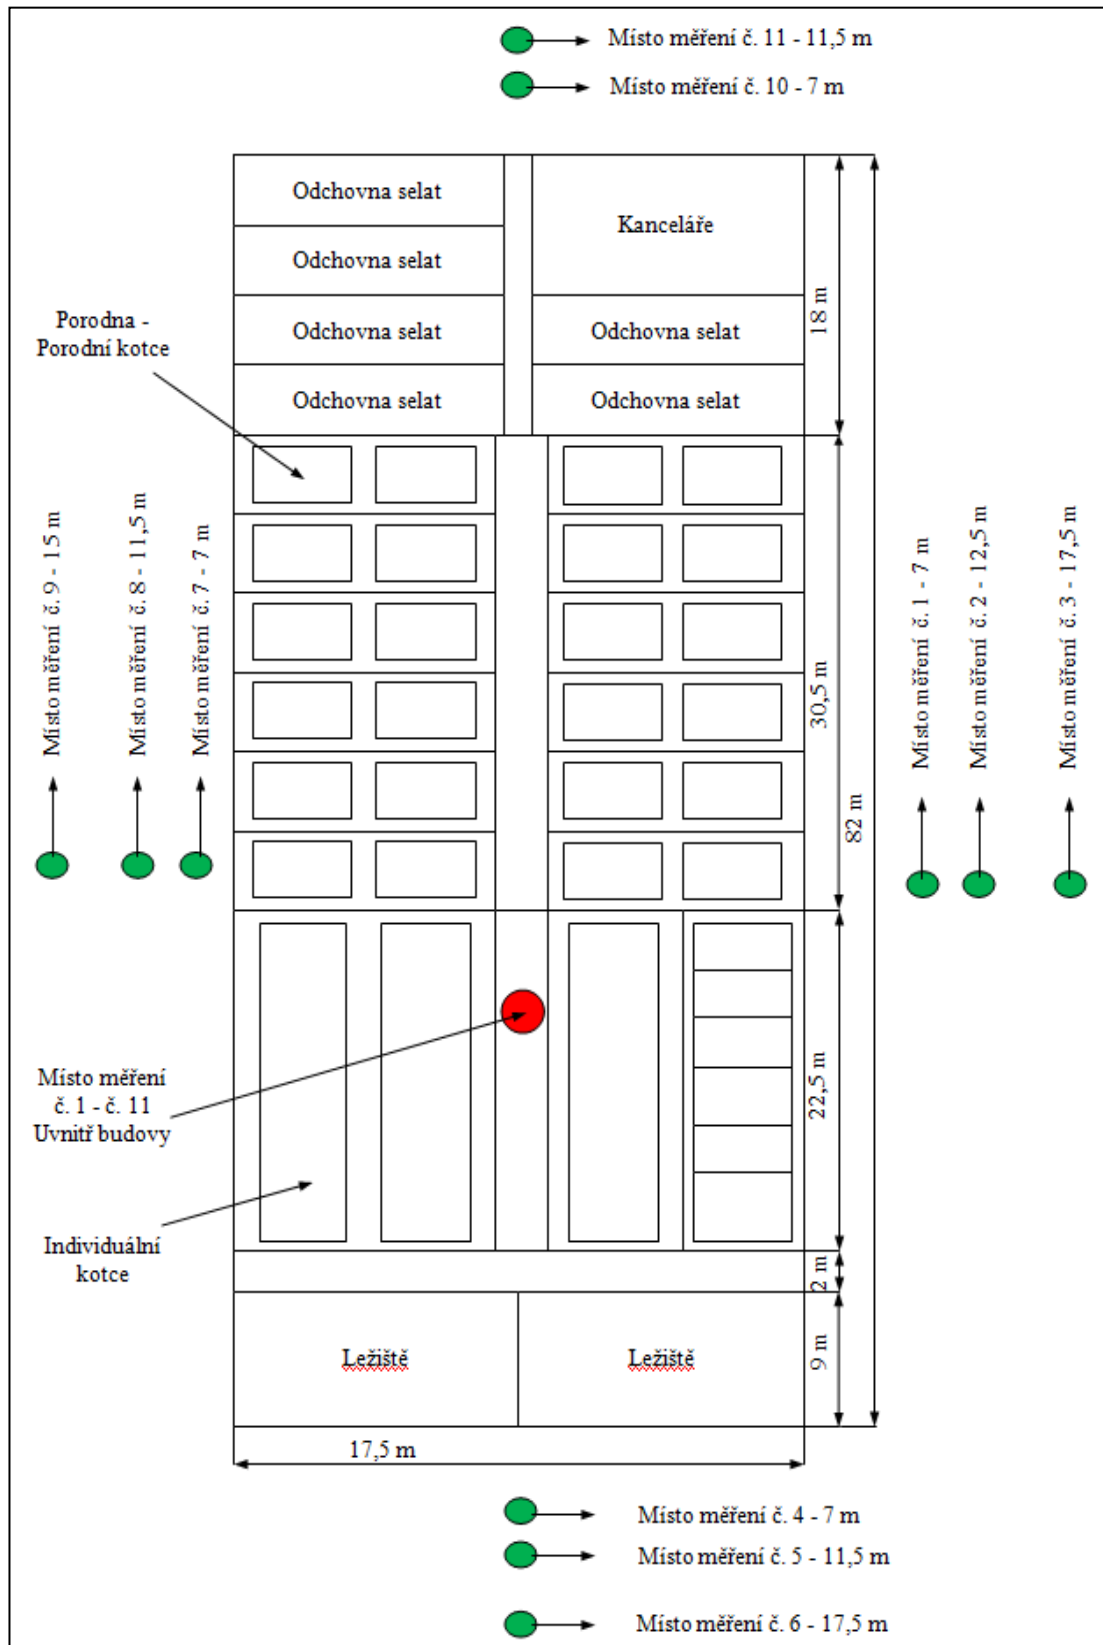 Místo měření č. 11 - 11,5 m
Místo měření č. 10 - 7 m
Odchovna selat
Kanceláře
Odchovna selat
Odchovna selat
Odchovna selat
Odchovna selat
Odchovna selat
18 m
Porodna -
Porodní kotce
Místo měření č. 9 - 15 m
Místo měření č. 8 - 11,5 m
Místo měření č. 7 - 7 m
30,5 m
82 m
Místo měření č. 1 - 7 m
Místo měření č. 2 - 12,5 m
Místo měření č. 3 - 17,5 m
Místo měření
č. 1 - č. 11
Uvnitř budovy
22,5 m
Individuální
kotce
2 m
Ležiště
Ležiště
9 m
17,5 m
Místo měření č. 4 - 7 m
Místo měření č. 5 - 11,5 m
Místo měření č. 6 - 17,5 m